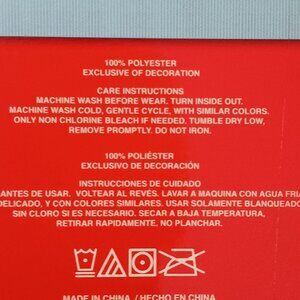 100% POLYESTER
EXCLUSIVE OF DECORATION
CARE INSTRUCTIONS
MACHINE WASH BEFORE WEAR. TURN INSIDE OUT.
MACHINE WASH COLD, GENTLE CYCLE, WITH SIMILAR COLORS.
ONLY NON CHLORINE BLEACH IF NEEDED. TUMBLE DRY LOW,
REMOVE PROMPTLY. DO NOT IRON.
100% POLIÉSTER
EXCLUSIVO DE DECORACIÓN
INSTRUCCIONES DE CUIDADO
ANTES DE USAR. VOLTEAR AL REVÉS. LAVAR A MAQUINA CON AGUA FRIA
DELICADO, Y CON COLORES SIMILARES. USAR SOLAMENTE BLANQUEADO
SIN CLORO SI ES NECESARIO. SECAR A BAJA TEMPERATURA,
RETIRAR RAPIDAMENTE. NO PLANCHAR.
MADE IN CHINA / HECHO EN CHINA